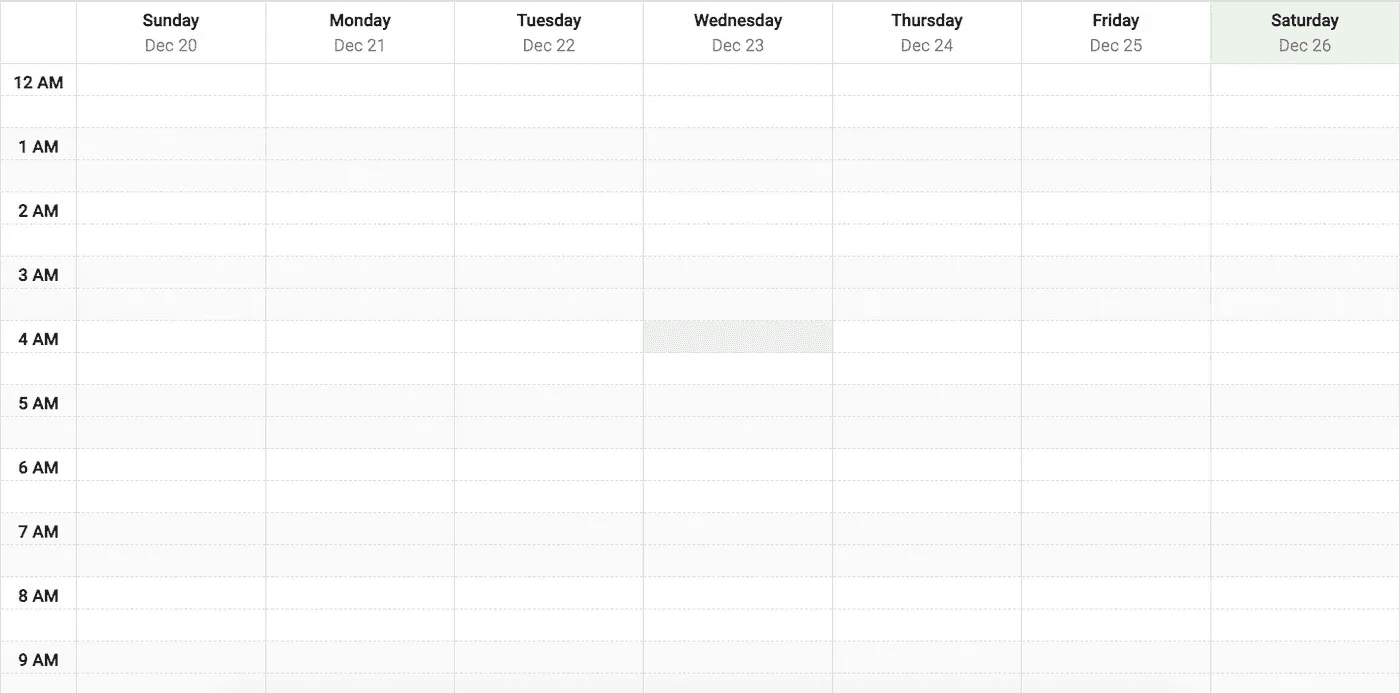 Sunday Monday Tuesday Wednesday Thursday Friday Saturday
Dec 20 Dec 21 Dec 22 Dec 23 Dec 24 Dec 25 Dec 26
12 AM
1 AM
2 AM
3 AM
4 AM
5 AM
6 AM
7 AM
8 AM
9 AM